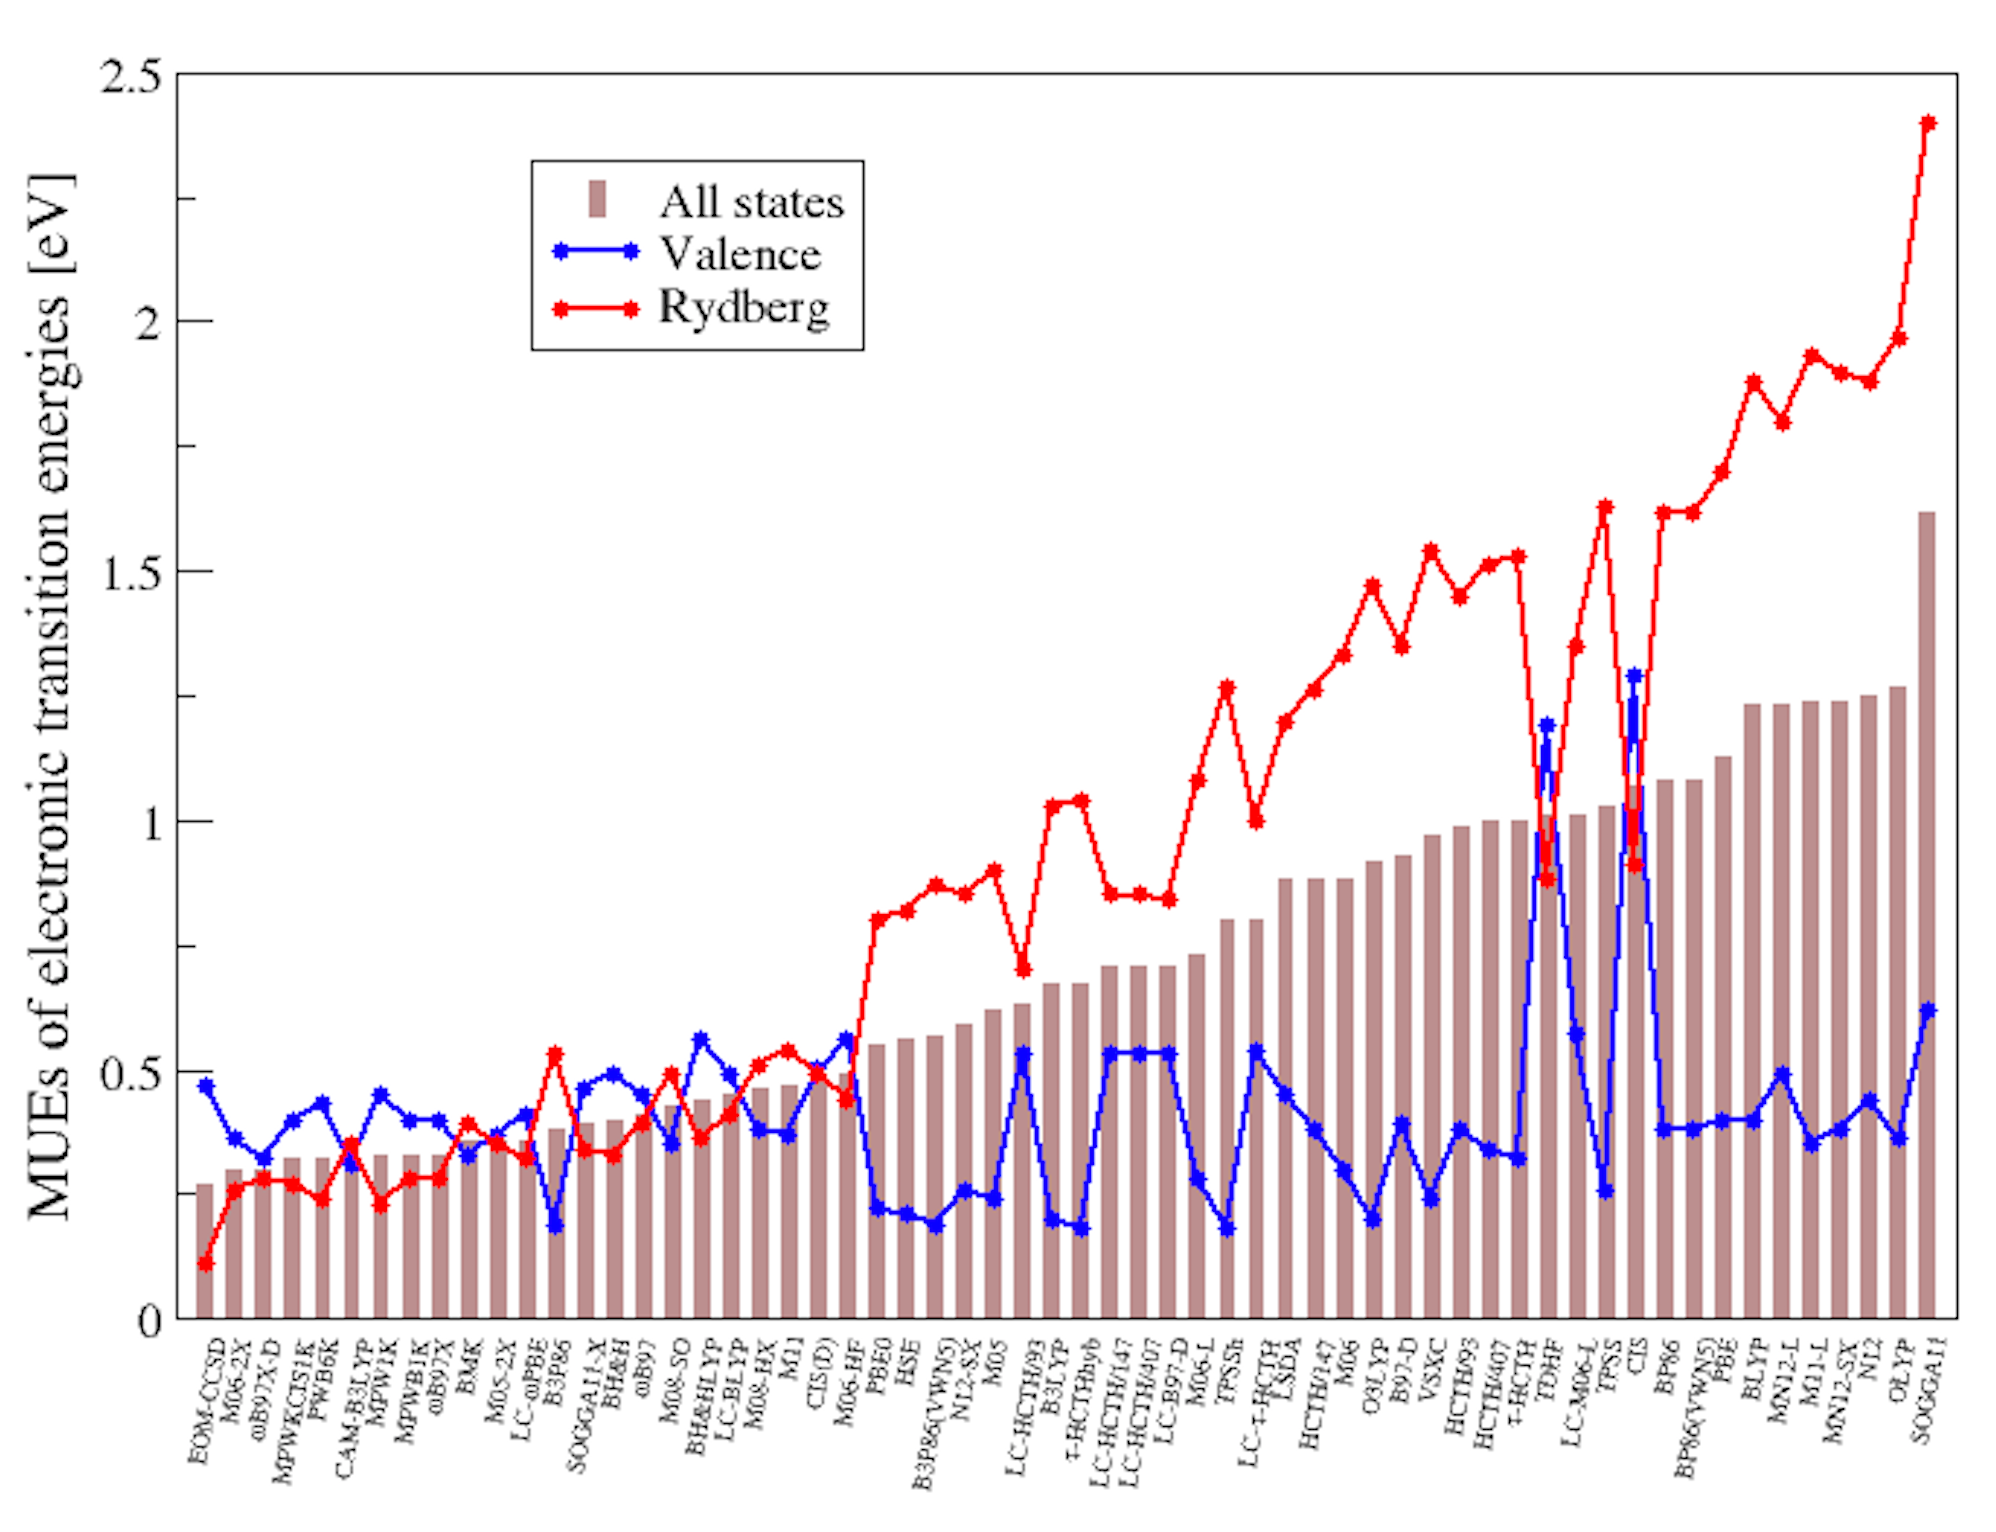 MUEs of electronic transition energies [eV]
2.5
2
1.5
1
0.5
0
All states
Valence
Rydberg
EOM-CCSD
M06-2X
ωB97X-D
MPWKCIS1K
PWB6K
CAM-B3LYP
MPW1K
MPWB1K
ωB97X
BMK
M05-2X
LC-ωPBE
B3P86
SOGGA11-X
BH&H
ωB97
M08-SO
BH&HLYP
LC-BLYP
M08-HX
M11
CIS(D)
M06-HF
PBE0
HSE
B3P86(VWN5)
N12-SX
M05
LC-HCTH/93
B3LYP
τ-HCTHhyb
LC-HCTH/147
LC-HCTH/407
LC-B97-D
M06-L
TPSSh
LC-τ-HCTH
LSDA
HCTH/147
M06
O3LYP
B97-D
VSXC
HCTH/93
HCTH/407
τ-HCTH
TDHF
LC-M06-L
TPSS
CIS
BP86
BP86(VWN5)
PBE
BLYP
MN12-L
M11-L
MN12-SX
N12
OLYP
SOGGA11